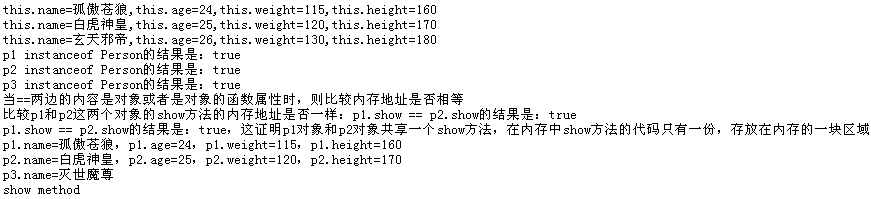 this.name=孤傲苍狼,this.age=24,this.weight=115,this.height=160
this.name=白虎神皇,this.age=25,this.weight=120,this.height=170
this.name=玄天邪帝,this.age=26,this.weight=130,this.height=180
p1 instanceof Person的结果是：true
p2 instanceof Person的结果是：true
p3 instanceof Person的结果是：true
当==两边的内容是对象或者是对象的函数属性时，则比较内存地址是否相等
比较p1和p2这两个对象的show方法的内存地址是否一样：p1.show == p2.show的结果是：true
p1.show == p2.show的结果是：true，这证明p1对象和p2对象共享一个show方法，在内存中show方法的代码只有一份，存放在内存的一块区域
p1.name=孤傲苍狼，p1.age=24，p1.weight=115，p1.height=160
p2.name=白虎神皇，p2.age=25，p2.weight=120，p2.height=170
p3.name=灭世魔尊
show method